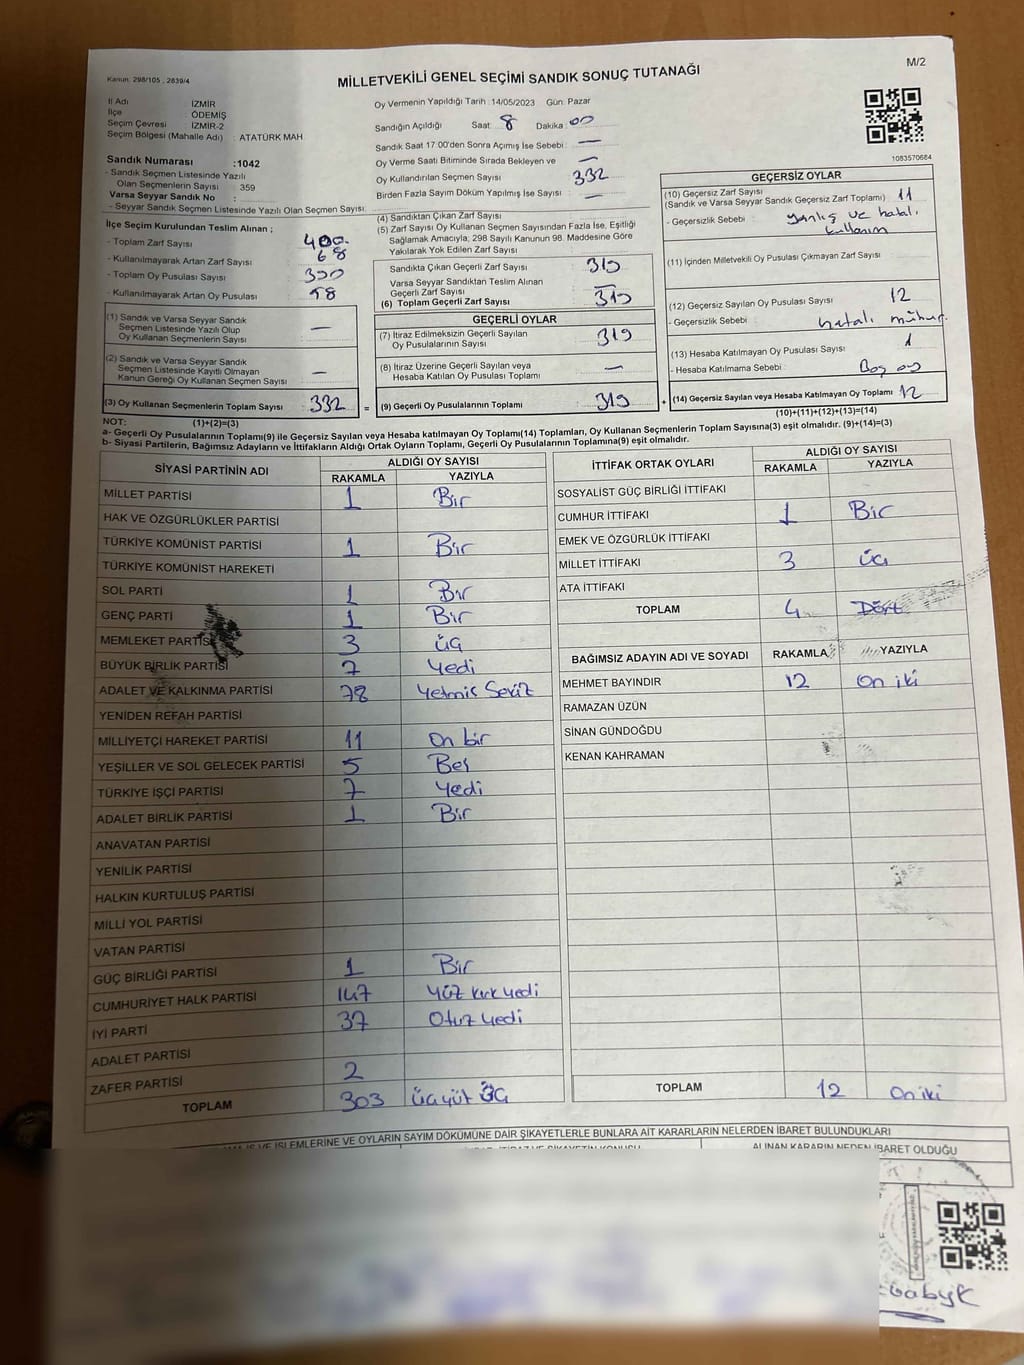 Kanun: 298/105 , 2839/4
MİLLETVEKİLİ GENEL SEÇİMİ SANDIK SONUÇ TUTANAĞI
M/2
İl Adı : İZMİR
İlçe : ÖDEMİŞ
Seçim Çevresi : İZMİR-2
Seçim Bölgesi (Mahalle Adı) : ATATÜRK MAH.
Sandık Numarası :1042
- Sandık Seçmen Listesinde Yazılı
Olan Seçmenlerin Sayısı : 359
Varsa Seyyar Sandık No :
- Seyyar Sandık Seçmen Listesinde Yazılı Olan Seçmen Sayısı:
Oy Vermenin Yapıldığı Tarih :14/05/2023 Gün: Pazar
Sandığın Açıldığı Saat: 8 Dakika: 00
Sandık Saat 17:00'den Sonra Açımış İse Sebebi: —
Oy Verme Saati Bitiminde Sırada Bekleyen ve —
Oy Kullandırılan Seçmen Sayısı : 332
Birden Fazla Sayım Döküm Yapılmış İse Sayısı : —
1083570684
İlçe Seçim Kurulundan Teslim Alınan ;
- Toplam Zarf Sayısı : 400
- Kullanılmayarak Artan Zarf Sayısı : 68
- Toplam Oy Pusulası Sayısı : 390
- Kullanılmayarak Artan Oy Pusulası : 58
(4) Sandıktan Çıkan Zarf Sayısı
(5) Zarf Sayısı Oy Kullanan Seçmen Sayısından Fazla İse, Eşitliği
Sağlamak Amacıyla, 298 Sayılı Kanunun 98. Maddesine Göre
Yakılarak Yok Edilen Zarf Sayısı
Sandıkta Çıkan Geçerli Zarf Sayısı : 319
Varsa Seyyar Sandıktan Teslim Alınan
Geçerli Zarf Sayısı : —
(6) Toplam Geçerli Zarf Sayısı : 319
GEÇERSİZ OYLAR
(10) Geçersiz Zarf Sayısı
(Sandık ve Varsa Seyyar Sandık Geçersiz Zarf Toplamı) : 11
- Geçersizlik Sebebi : yanlış ve hatalı
kullanım
(11) İçinden Milletvekili Oy Pusulası Çıkmayan Zarf Sayısı
(12) Geçersiz Sayılan Oy Pusulası Sayısı : 12
- Geçersizlik Sebebi : hatalı mühür
(13) Hesaba Katılmayan Oy Pusulası Sayısı : 1
- Hesaba Katılmama Sebebi : Boş oy
(14) Geçersiz Sayılan veya Hesaba Katılmayan Oy Toplamı : 12
(10)+(11)+(12)+(13)=(14)
(1) Sandık ve Varsa Seyyar Sandık
Seçmen Listesinde Yazılı Olup
Oy Kullanan Seçmen Sayısı : —
(2) Sandık ve Varsa Seyyar Sandık
Seçmen Listesinde Kayıtlı Olmayan
Kanun Gereği Oy Kullanan Seçmen Sayısı : —
(3) Oy Kullanan Seçmenlerin Toplam Sayısı : 332 =
(1)+(2)=(3)
GEÇERLİ OYLAR
(7) İtiraz Edilmeksizin Geçerli Sayılan
Oy Pusulalarının Sayısı : 319
(8) İtiraz Üzerine Geçerli Sayılan veya
Hesaba Katılan Oy Pusulası Toplamı : —
(9) Geçerli Oy Pusulalarının Toplamı : 319 +
NOT:
a- Geçerli Oy Pusulalarının Toplamı(9) ile Geçersiz Sayılan veya Hesaba katılmayan Oy Toplamı(14) Toplamları, Oy Kullanan Seçmenlerin Toplam Sayısına(3) eşit olmalıdır. (9)+(14)=(3)
b- Siyasi Partilerin, Bağımsız Adayların ve İttifakların Aldığı Ortak Oyların Toplamı, Geçerli Oy Pusulalarının Toplamına(9) eşit olmalıdır.
SİYASİ PARTİNİN ADI ALDIĞI OY SAYISI
RAKAMLA YAZIYLA
MİLLET PARTİSİ 1 Bir
HAK VE ÖZGÜRLÜKLER PARTİSİ
TÜRKİYE KOMÜNİST PARTİSİ 1 Bir
TÜRKİYE KOMÜNİST HAREKETİ
SOL PARTİ 1 Bir
GENÇ PARTİ 1 Bir
MEMLEKET PARTİSİ 3 üç
BÜYÜK BİRLİK PARTİSİ 7 Yedi
ADALET VE KALKINMA PARTİSİ 78 Yetmiş Sekiz
YENİDEN REFAH PARTİSİ
MİLLİYETÇİ HAREKET PARTİSİ 11 On bir
YEŞİLLER VE SOL GELECEK PARTİSİ 5 Beş
TÜRKİYE İŞÇİ PARTİSİ 7 Yedi
ADALET BİRLİK PARTİSİ 1 Bir
ANAVATAN PARTİSİ
YENİLİK PARTİSİ
HALKIN KURTULUŞ PARTİSİ
MİLLİ YOL PARTİSİ
VATAN PARTİSİ
GÜÇ BİRLİĞİ PARTİSİ 1 Bir
CUMHURİYET HALK PARTİSİ 147 Yüz kırk yedi
İYİ PARTİ 37 Otuz yedi
ADALET PARTİSİ
ZAFER PARTİSİ 2
TOPLAM 303 üçyüz üç
İTTİFAK ORTAK OYLARI ALDIĞI OY SAYISI
RAKAMLA YAZIYLA
SOSYALİST GÜÇ BİRLİĞİ İTTİFAKI
CUMHUR İTTİFAKI 1 Bir
EMEK VE ÖZGÜRLÜK İTTİFAKI
MİLLET İTTİFAKI 3 üç
ATA İTTİFAKI
TOPLAM 4 Dört
BAĞIMSIZ ADAYIN ADI VE SOYADI RAKAMLA YAZIYLA
MEHMET BAYINDIR 12 On iki
RAMAZAN ÜZÜN
SİNAN GÜNDOĞDU
KENAN KAHRAMAN
TOPLAM 12 On iki
İŞLEMLERİNE VE OYLARIN SAYIM DÖKÜMÜNE DAİR ŞİKAYETLERLE BUNLARA AİT KARARLARIN NELERDEN İBARET BULUNDUKLARI
ALINAN KARARIN NEDEN İBARET OLDUĞU